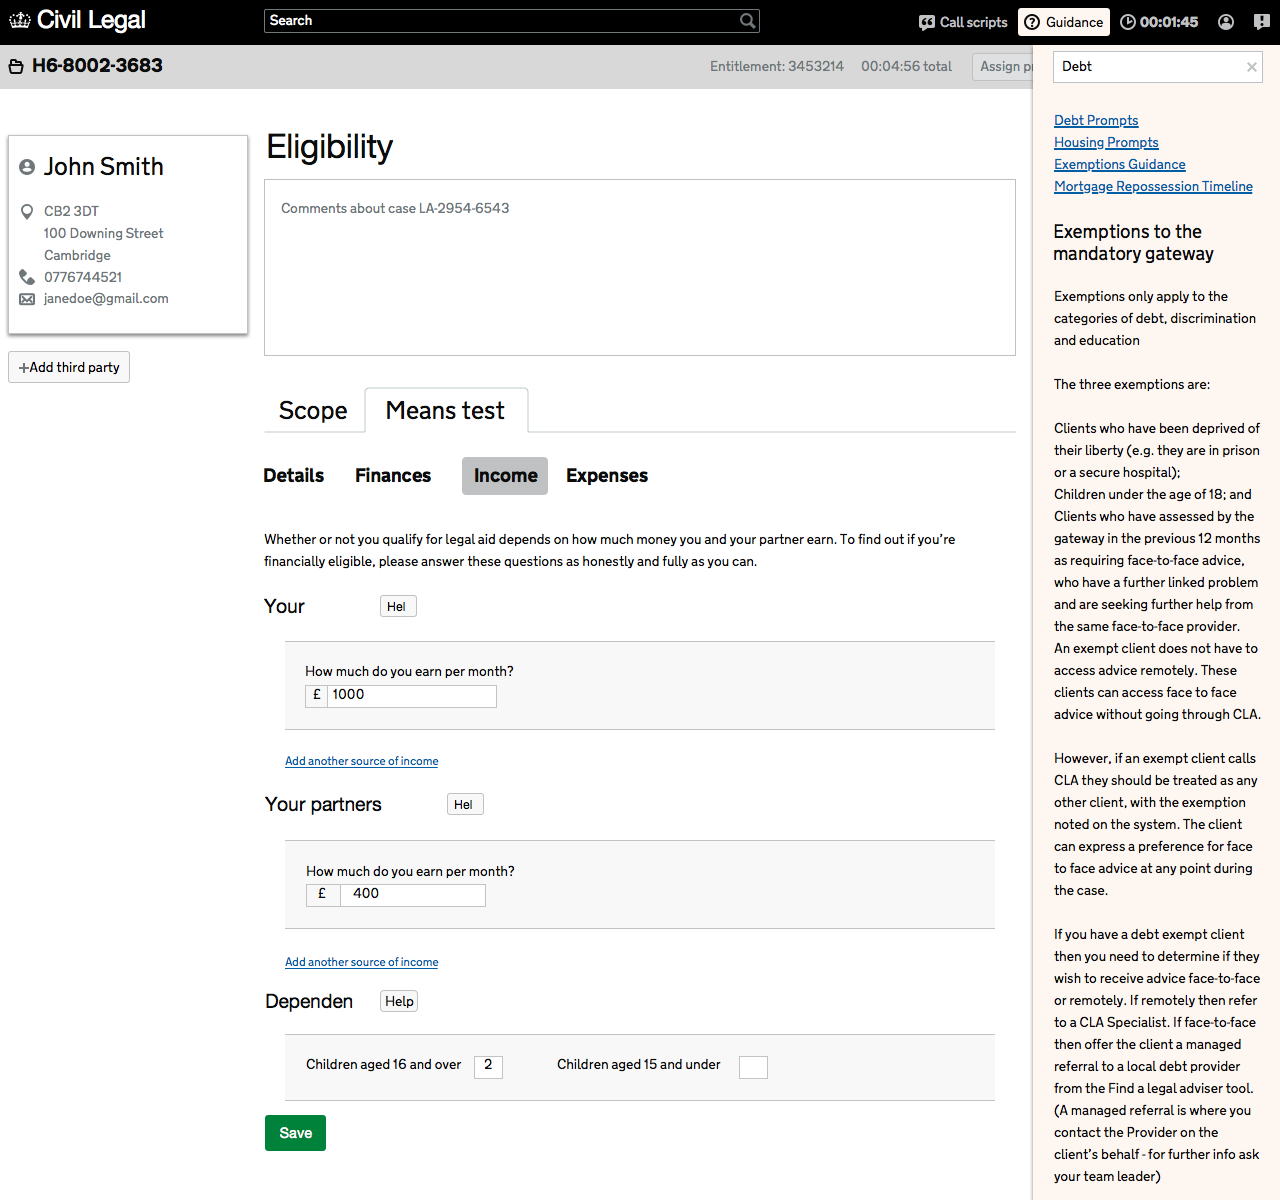 Civil Legal
Search
Call scripts
Guidance
00:01:45
H6-8002-3683
Entitlement: 3453214
00:04:56 total
Assign pr
Debt
Debt Prompts
Housing Prompts
Exemptions Guidance
Mortgage Repossession Timeline
John Smith
CB2 3DT
100 Downing Street
Cambridge
0776744521
janedoe@gmail.com
+Add third party
Eligibility
Comments about case LA-2954-6543
Scope
Means test
Details
Finances
Income
Expenses
Whether or not you qualify for legal aid depends on how much money you and your partner earn. To find out if you're
financially eligible, please answer these questions as honestly and fully as you can.
Your
Hel
How much do you earn per month?
£ 1000
Add another source of income
Your partners
Hel
How much do you earn per month?
£ 400
Add another source of income
Dependen
Help
Children aged 16 and over 2
Children aged 15 and under
Save
Exemptions to the
mandatory gateway
Exemptions only apply to the
categories of debt, discrimination
and education
The three exemptions are:
Clients who have been deprived of
their liberty (e.g. they are in prison
or a secure hospital);
Children under the age of 18; and
Clients who have assessed by the
gateway in the previous 12 months
as requiring face-to-face advice,
who have a further linked problem
and are seeking further help from
the same face-to-face provider.
An exempt client does not have to
access advice remotely. These
clients can access face to face
advice without going through CLA.
However, if an exempt client calls
CLA they should be treated as any
other client, with the exemption
noted on the system. The client
can express a preference for face
to face advice at any point during
the case.
If you have a debt exempt client
then you need to determine if they
wish to receive advice face-to-face
or remotely. If remotely then refer
to a CLA Specialist. If face-to-face
then offer the client a managed
referral to a local debt provider
from the Find a legal adviser tool.
(A managed referral is where you
contact the Provider on the
client's behalf - for further info ask
your team leader)